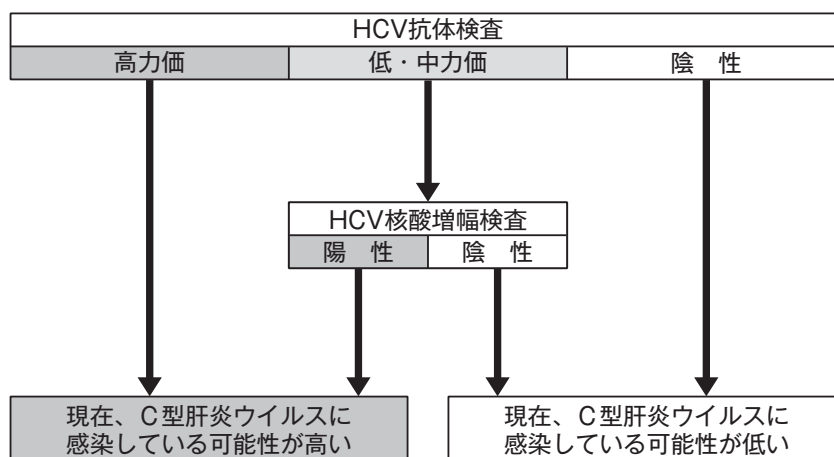 HCV抗体検査
高力価
低・中力価
陰 性
HCV核酸増幅検査
陽 性
陰 性
現在、C型肝炎ウイルスに
感染している可能性が高い
現在、C型肝炎ウイルスに
感染している可能性が低い